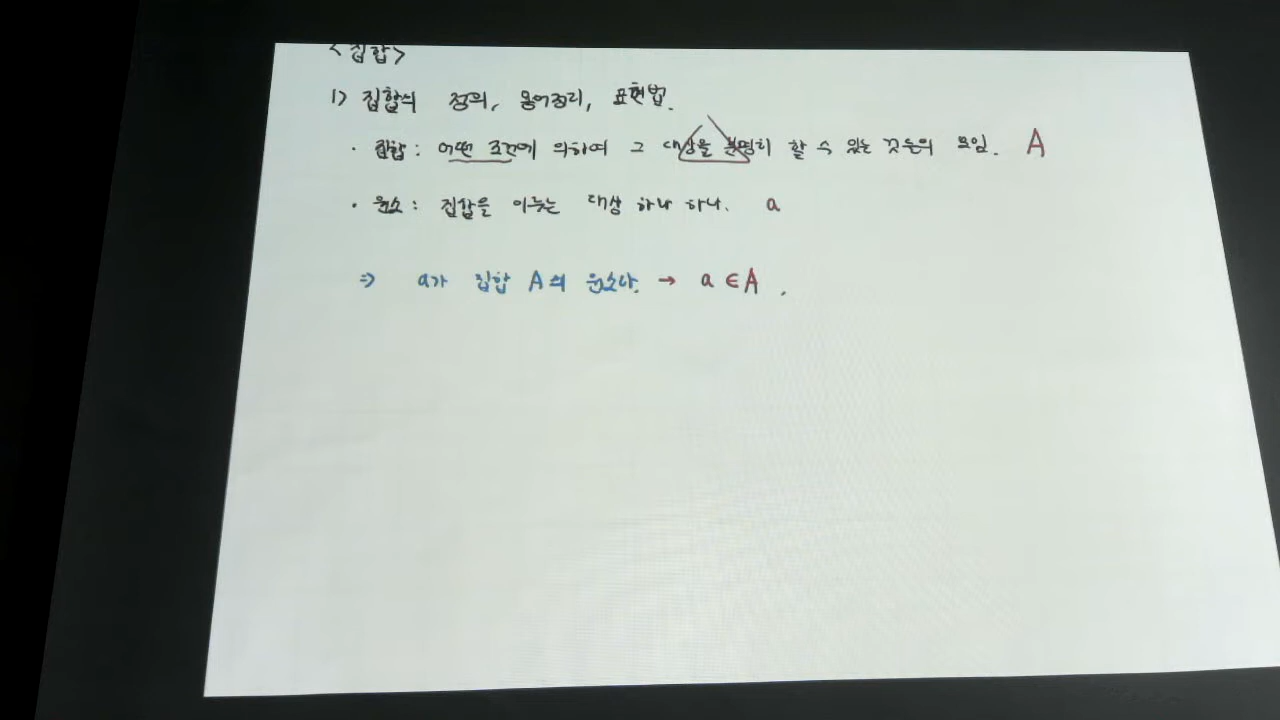 <집합>
1) 집합의 정의, 용어정리, 표현법.
· 집합 : 어떤 조건에 의하여 그 대상을 분명히 할 수 있는 것들의 모임. A
· 원소 : 집합을 이루는 대상 하나 하나. a
⇒ a가 집합 A의 원소다. → a ∈ A .